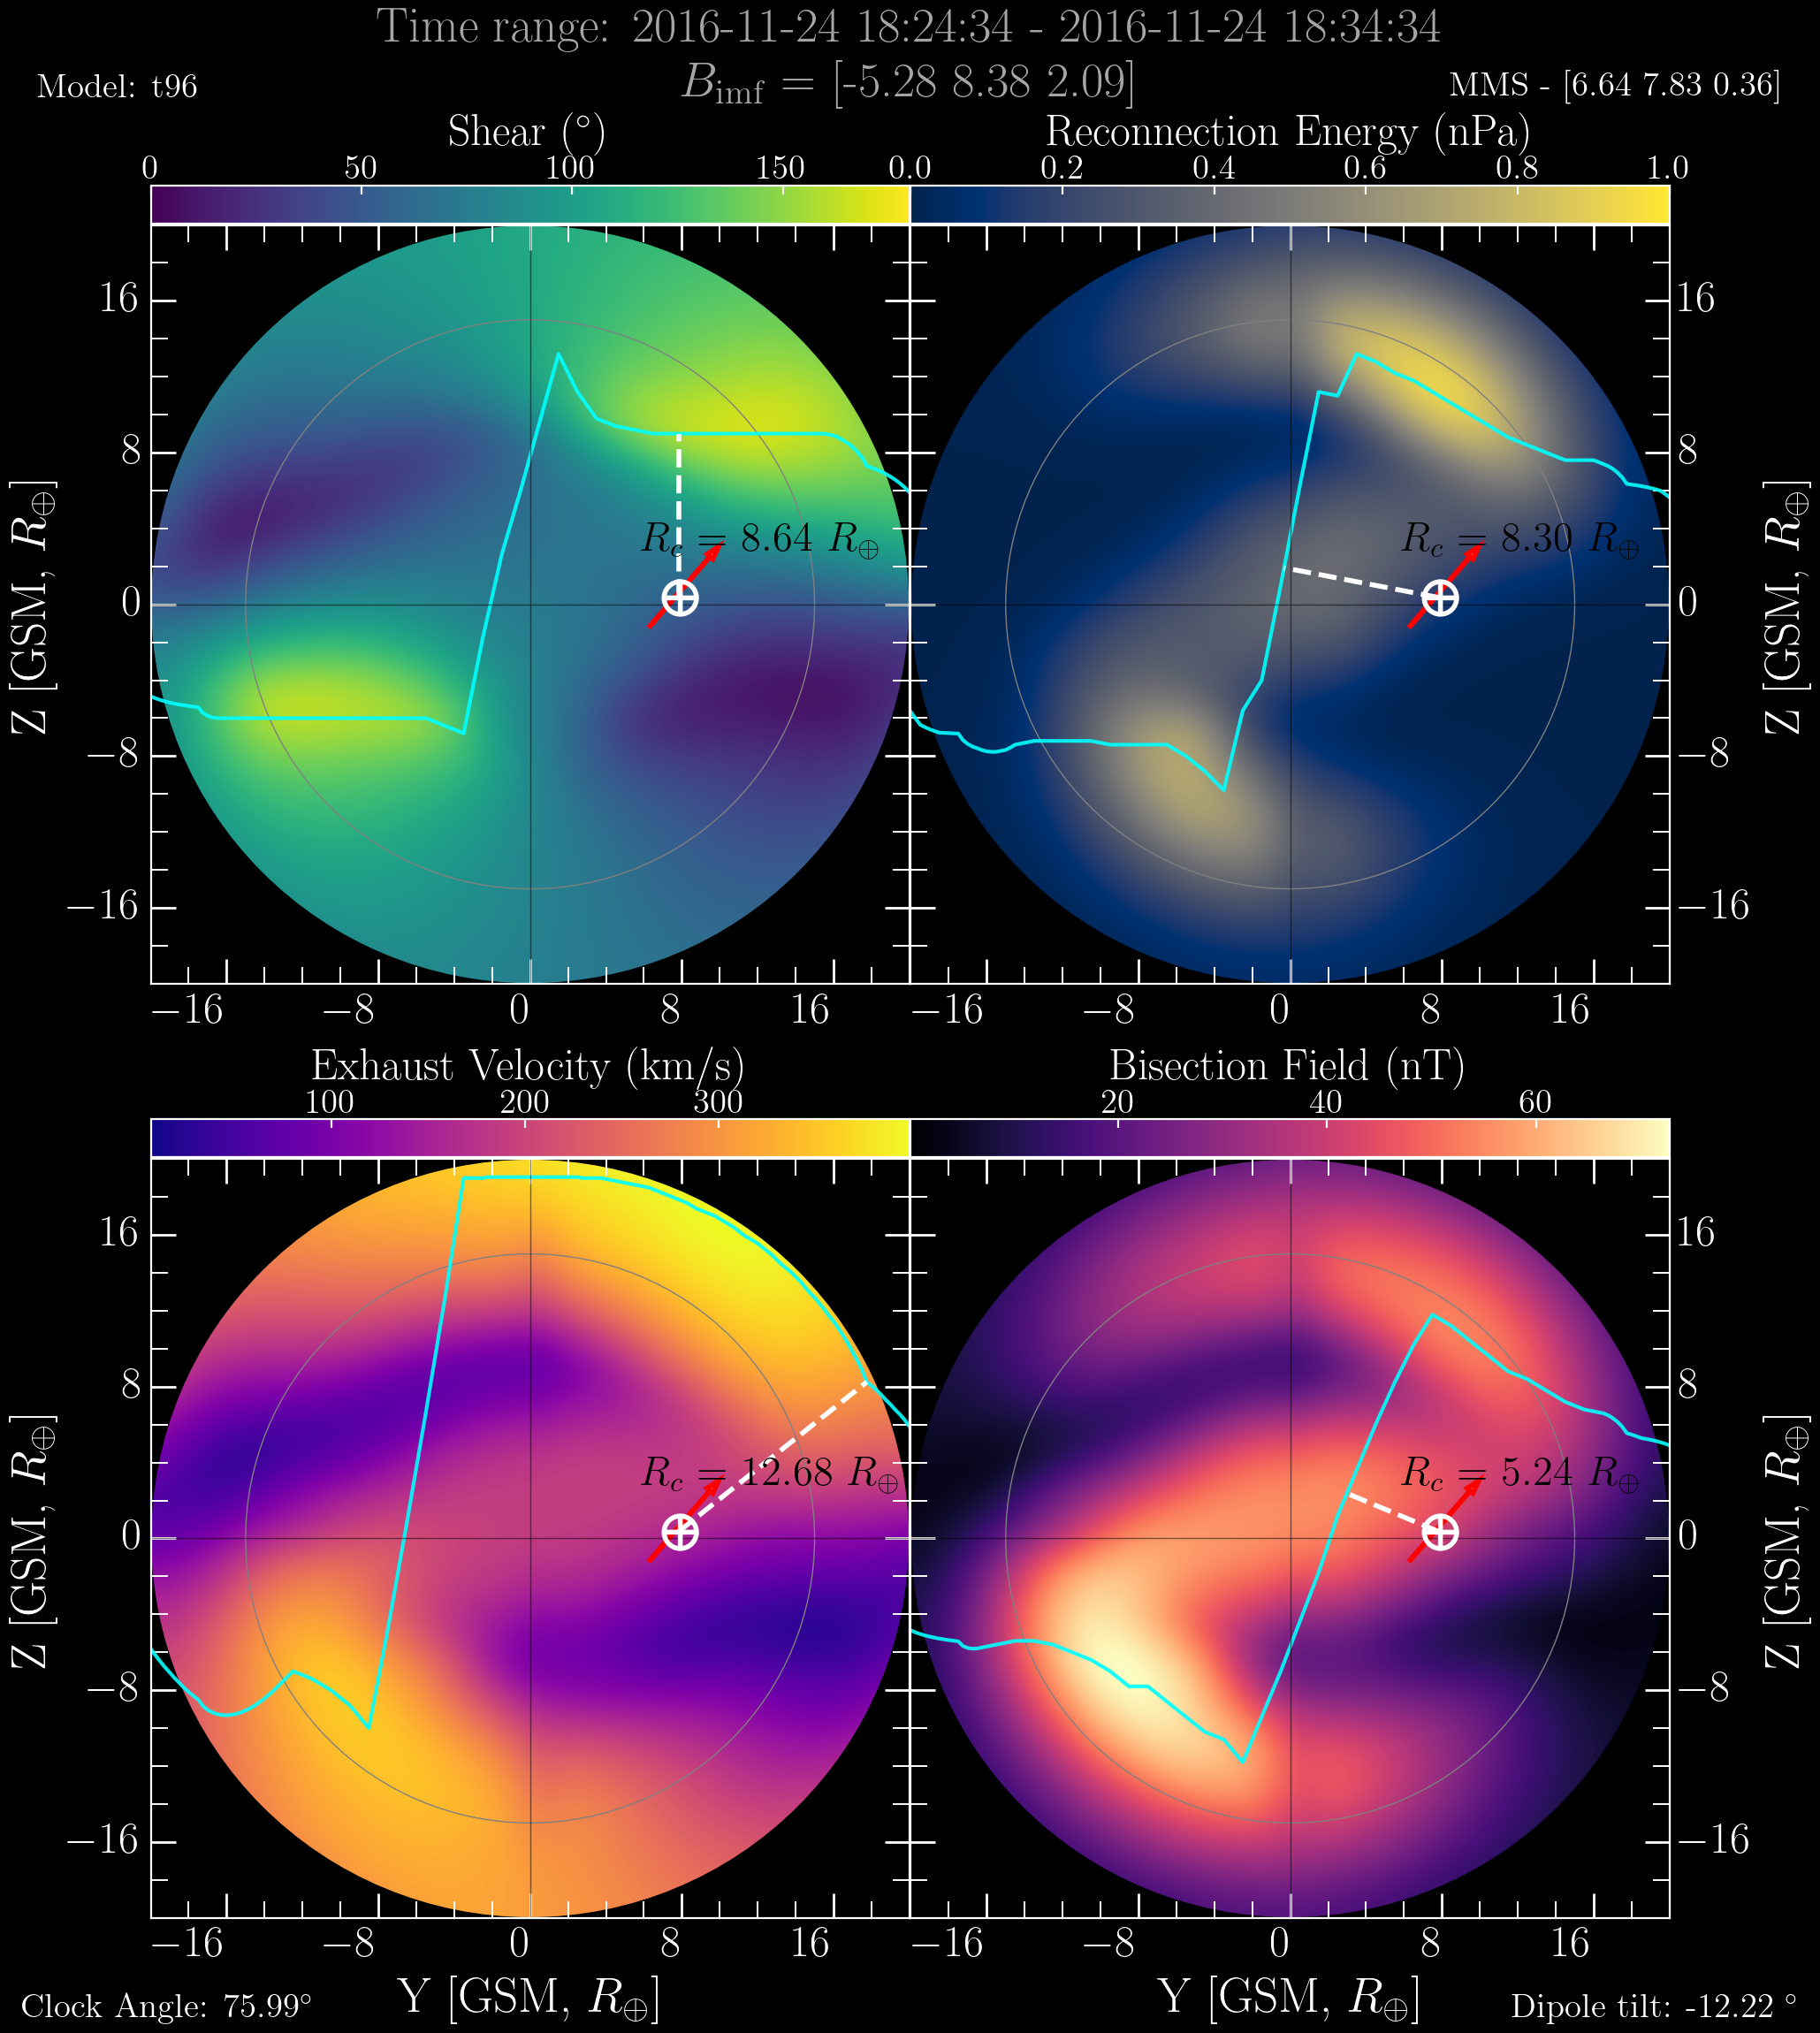 Time range: 2016-11-24 18:24:34 - 2016-11-24 18:34:34
Model: t96
B_imf = [-5.28 8.38 2.09]
MMS - [6.64 7.83 0.36]
Shear (°)
Reconnection Energy (nPa)
0 50 100 150
0.0 0.2 0.4 0.6 0.8 1.0
16 16
8 8
R_c = 8.64 R_⊕
R_c = 8.30 R_⊕
0 0
Z [GSM, R_⊕]
Z [GSM, R_⊕]
−8 −8
−16 −16
−16 −8 0 8 16
−16 −8 0 8 16
Exhaust Velocity (km/s)
Bisection Field (nT)
100 200 300
20 40 60
16 16
8 8
R_c = 12.68 R_⊕
R_c = 5.24 R_⊕
0 0
Z [GSM, R_⊕]
Z [GSM, R_⊕]
−8 −8
−16 −16
−16 −8 0 8 16
−16 −8 0 8 16
Y [GSM, R_⊕]
Y [GSM, R_⊕]
Clock Angle: 75.99°
Dipole tilt: -12.22 °